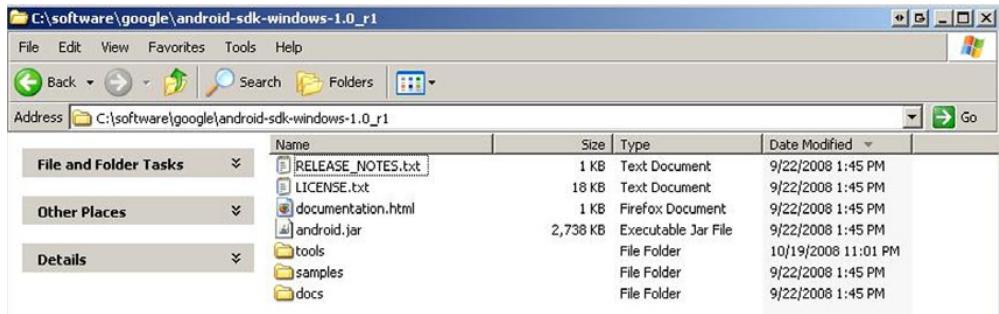 C:\software\google\android-sdk-windows-1.0_r1
File Edit View Favorites Tools Help
Back Search Folders
Address C:\software\google\android-sdk-windows-1.0_r1 Go
Name Size Type Date Modified
File and Folder Tasks
Other Places
Details
RELEASE_NOTES.txt 1 KB Text Document 9/22/2008 1:45 PM
LICENSE.txt 18 KB Text Document 9/22/2008 1:45 PM
documentation.html 1 KB Firefox Document 9/22/2008 1:45 PM
android.jar 2,738 KB Executable Jar File 9/22/2008 1:45 PM
tools File Folder 10/19/2008 11:01 PM
samples File Folder 9/22/2008 1:45 PM
docs File Folder 9/22/2008 1:45 PM